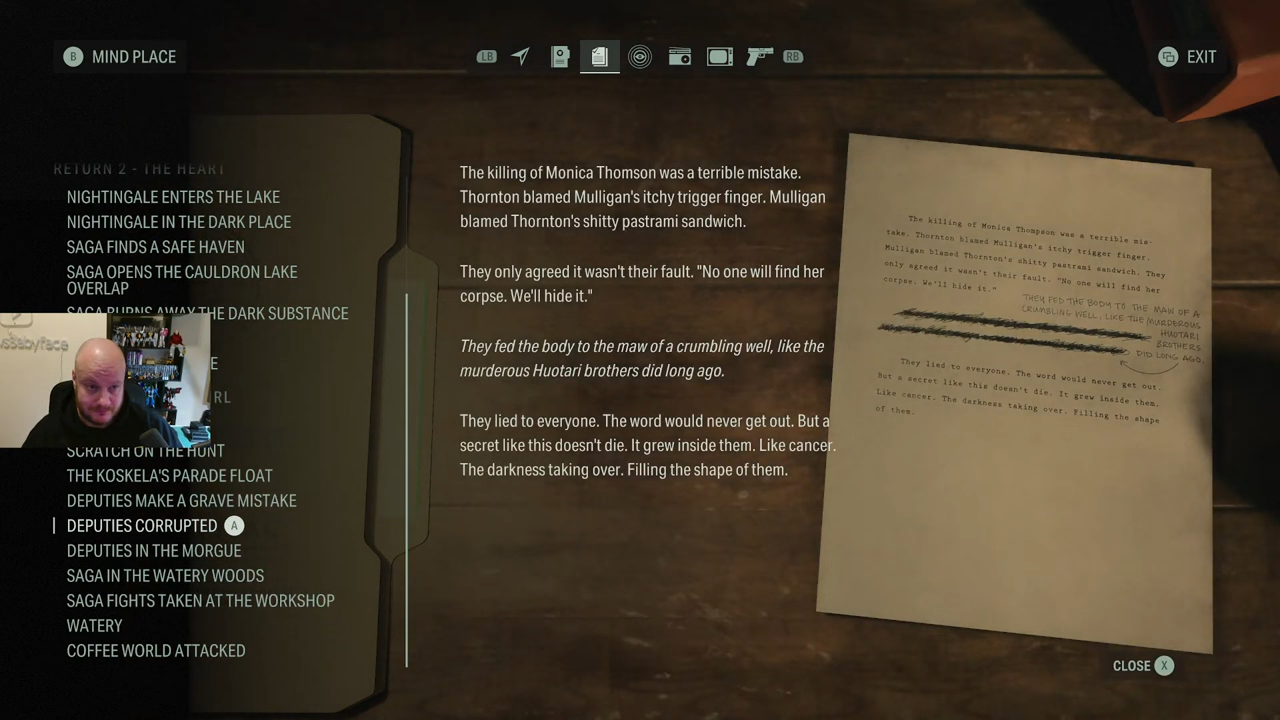 B MIND PLACE
LB
RB
EXIT
RETURN 2 - THE HEART
NIGHTINGALE ENTERS THE LAKE
NIGHTINGALE IN THE DARK PLACE
SAGA FINDS A SAFE HAVEN
SAGA OPENS THE CAULDRON LAKE
OVERLAP
SAGA BURNS AWAY THE DARK SUBSTANCE
SCRATCH ON THE HUNT
THE KOSKELA'S PARADE FLOAT
DEPUTIES MAKE A GRAVE MISTAKE
DEPUTIES CORRUPTED A
DEPUTIES IN THE MORGUE
SAGA IN THE WATERY WOODS
SAGA FIGHTS TAKEN AT THE WORKSHOP
WATERY
COFFEE WORLD ATTACKED
The killing of Monica Thomson was a terrible mistake.
Thornton blamed Mulligan's itchy trigger finger. Mulligan
blamed Thornton's shitty pastrami sandwich.
They only agreed it wasn't their fault. "No one will find her
corpse. We'll hide it."
They fed the body to the maw of a crumbling well, like the
murderous Huotari brothers did long ago.
They lied to everyone. The word would never get out. But a
secret like this doesn't die. It grew inside them. Like cancer.
The darkness taking over. Filling the shape of them.
The killing of Monica Thompson was a terrible mis-
take. Thornton blamed Mulligan's itchy trigger finger.
Mulligan blamed Thornton's shitty pastrami sandwich. They
only agreed it wasn't their fault. "No one will find her
corpse. We'll hide it."
THEY FED THE BODY TO THE MAW OF A
CRUMBLING WELL, LIKE THE MURDEROUS
HUOTARI
BROTHERS
DID LONG AGO.
They lied to everyone. The word would never get out.
But a secret like this doesn't die. It grew inside them.
Like cancer. The darkness taking over. Filling the shape
of them.
CLOSE X